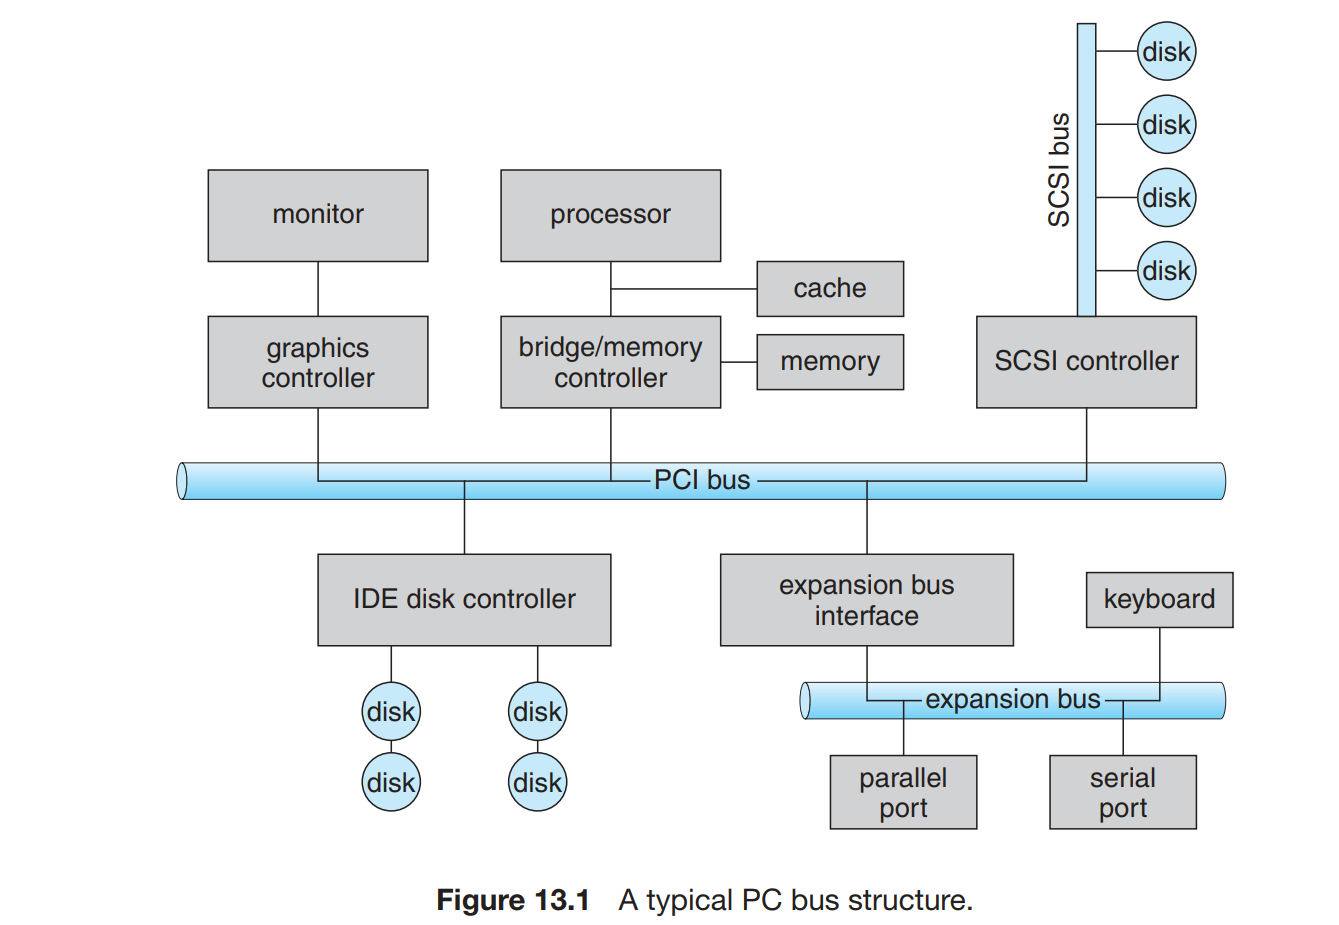 disk
disk
disk
disk
SCSI bus
monitor
processor
cache
graphics
controller
bridge/memory
controller
memory
SCSI controller
PCI bus
IDE disk controller
expansion bus
interface
keyboard
disk
disk
disk
disk
expansion bus
parallel
port
serial
port
Figure 13.1 A typical PC bus structure.